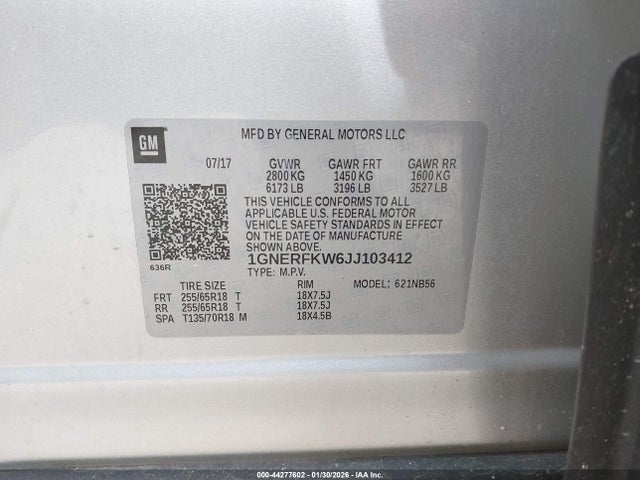 GM
MFD BY GENERAL MOTORS LLC
07/17 GVWR GAWR FRT GAWR RR
2800 KG 1450 KG 1600 KG
6173 LB 3196 LB 3527 LB
THIS VEHICLE CONFORMS TO ALL
APPLICABLE U.S. FEDERAL MOTOR
VEHICLE SAFETY STANDARDS IN EFFECT
ON THE DATE OF MANUFACTURE
SHOWN ABOVE.
636R
1GNERFKW6JJ103412
TYPE: M.P.V.
TIRE SIZE RIM MODEL: 621NB56
FRT 255/65R18 T 18X7.5J
RR 255/65R18 T 18X7.5J
SPA T135/70R18 M 18X4.5B
000-44277602 | 01/30/2026 | IAA Inc.